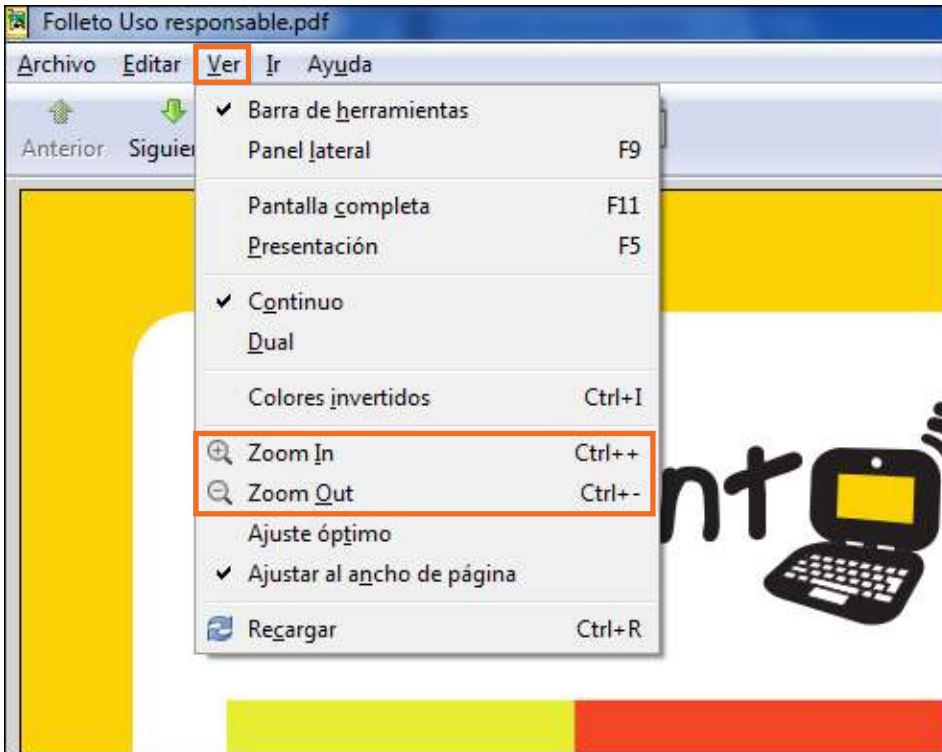 Folleto Uso responsable.pdf
Archivo Editar Ver Ir Ayuda
Anterior
Barra de herramientas
Panel lateral F9
Pantalla completa F11
Presentación F5
Continuo
Dual
Colores invertidos Ctrl+I
Zoom In Ctrl++
Zoom Out Ctrl+-
Ajuste óptimo
Ajustar al ancho de página
Recargar Ctrl+R